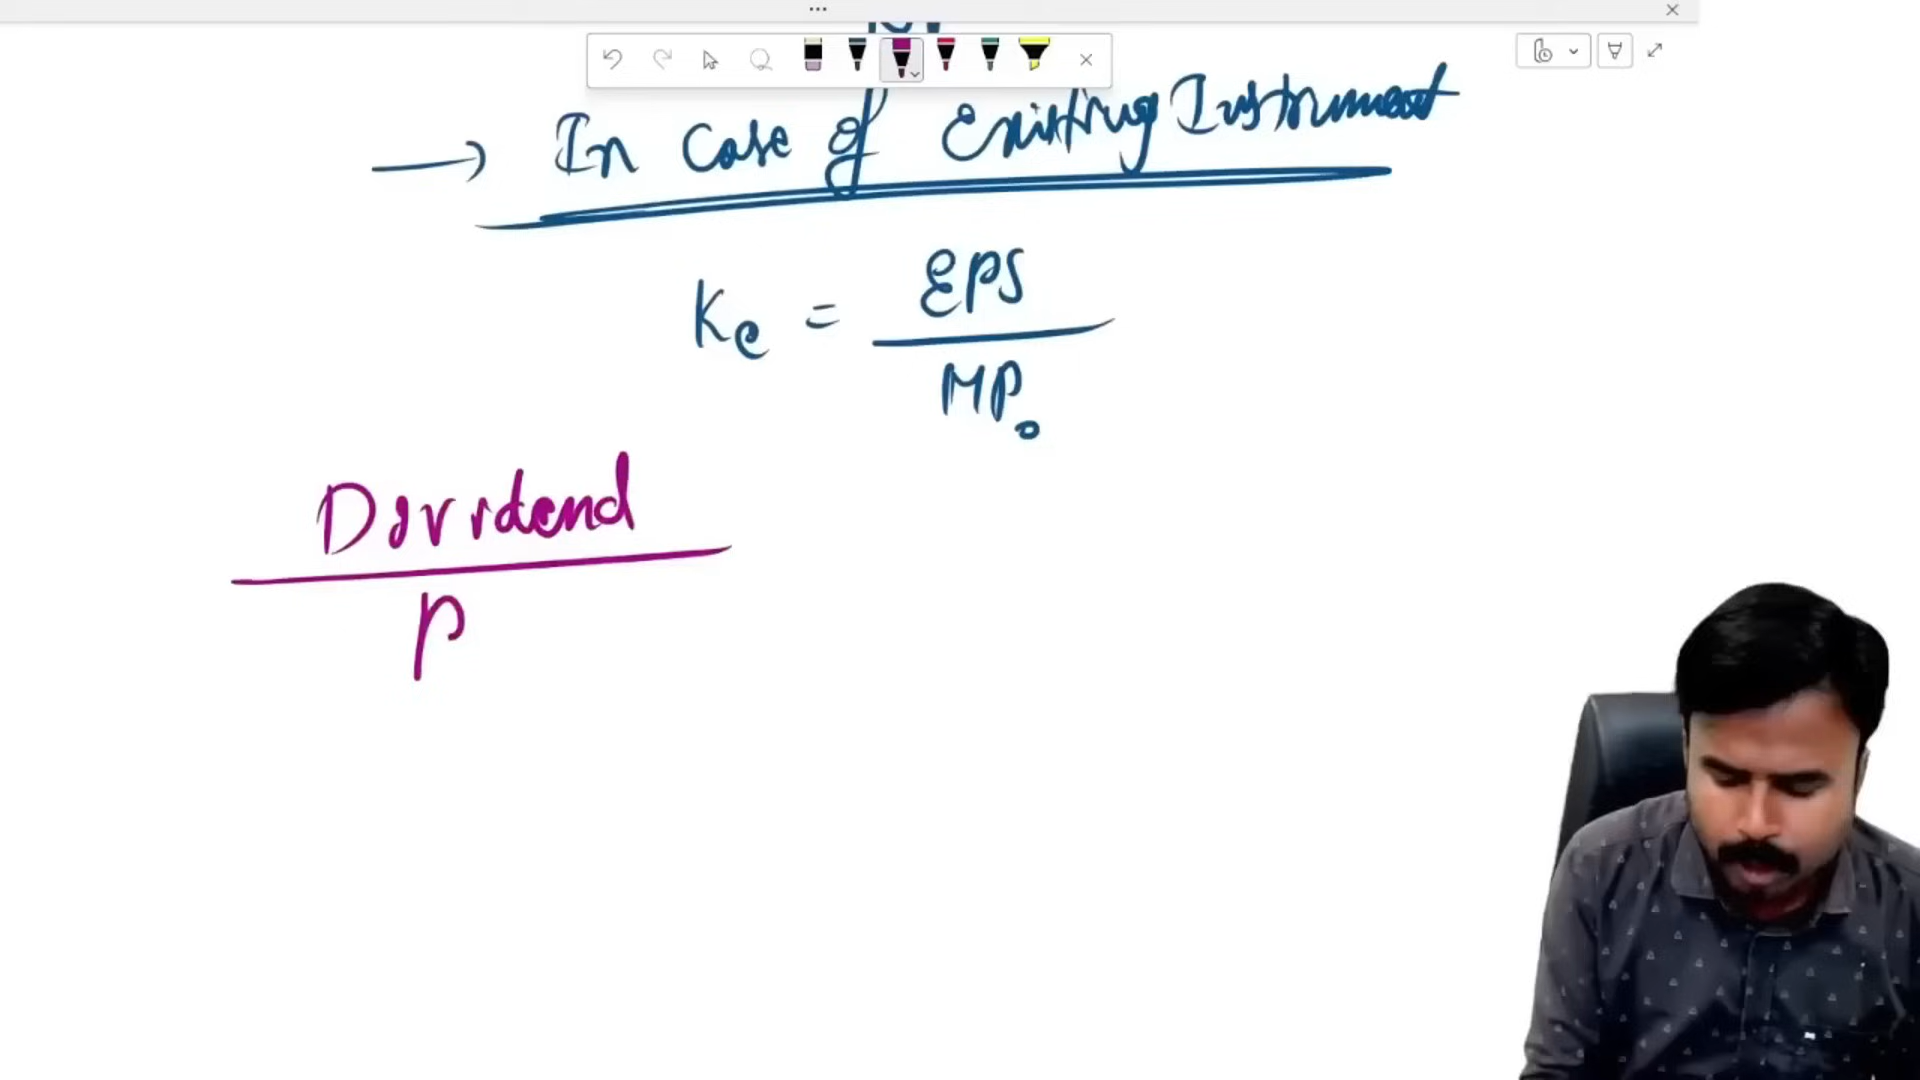 → In Case of Existing Instrument
Ke = EPS
MP0
Dividend
P